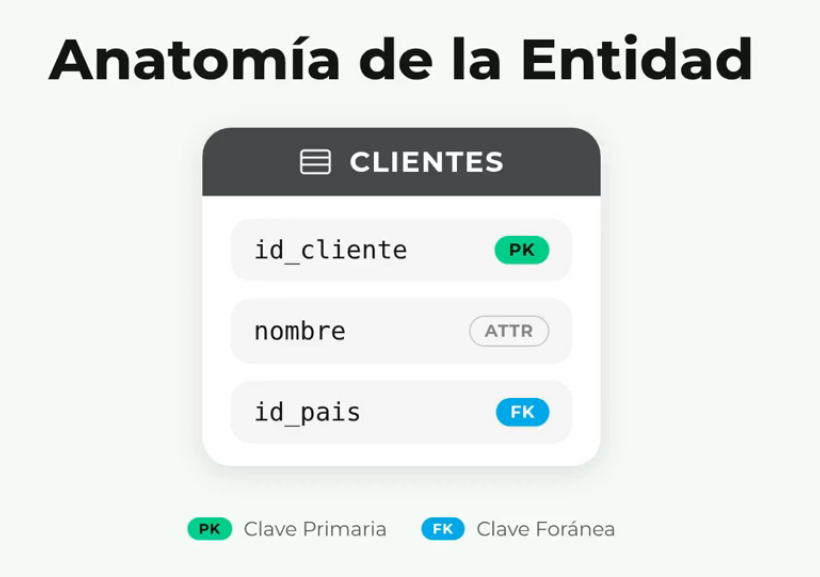 Anatomía de la Entidad
CLIENTES
id_cliente PK
nombre ATTR
id_pais FK
PK Clave Primaria FK Clave Foránea